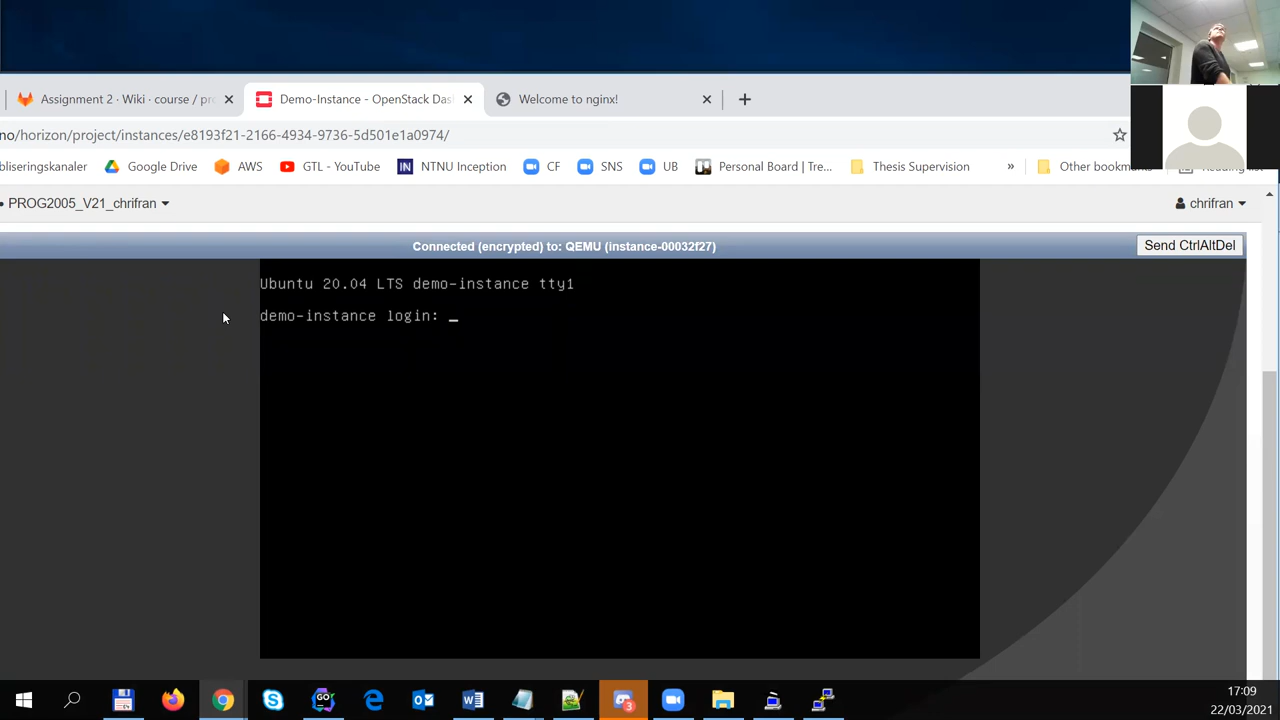 Assignment 2 · Wiki · course / pr
Demo-Instance - OpenStack Das
Welcome to nginx!
no/horizon/project/instances/e8193f21-2166-4934-9736-5d501e1a0974/
bliseringskanaler
Google Drive
AWS
GTL - YouTube
IN
NTNU Inception
CF
SNS
UB
Personal Board | Tre...
Thesis Supervision
»
Other bookmarks
PROG2005_V21_chrifran
chrifran
Connected (encrypted) to: QEMU (instance-00032f27)
Send CtrlAltDel
Ubuntu 20.04 LTS demo-instance tty1
demo-instance login: _
GO
3
17:09
22/03/2021